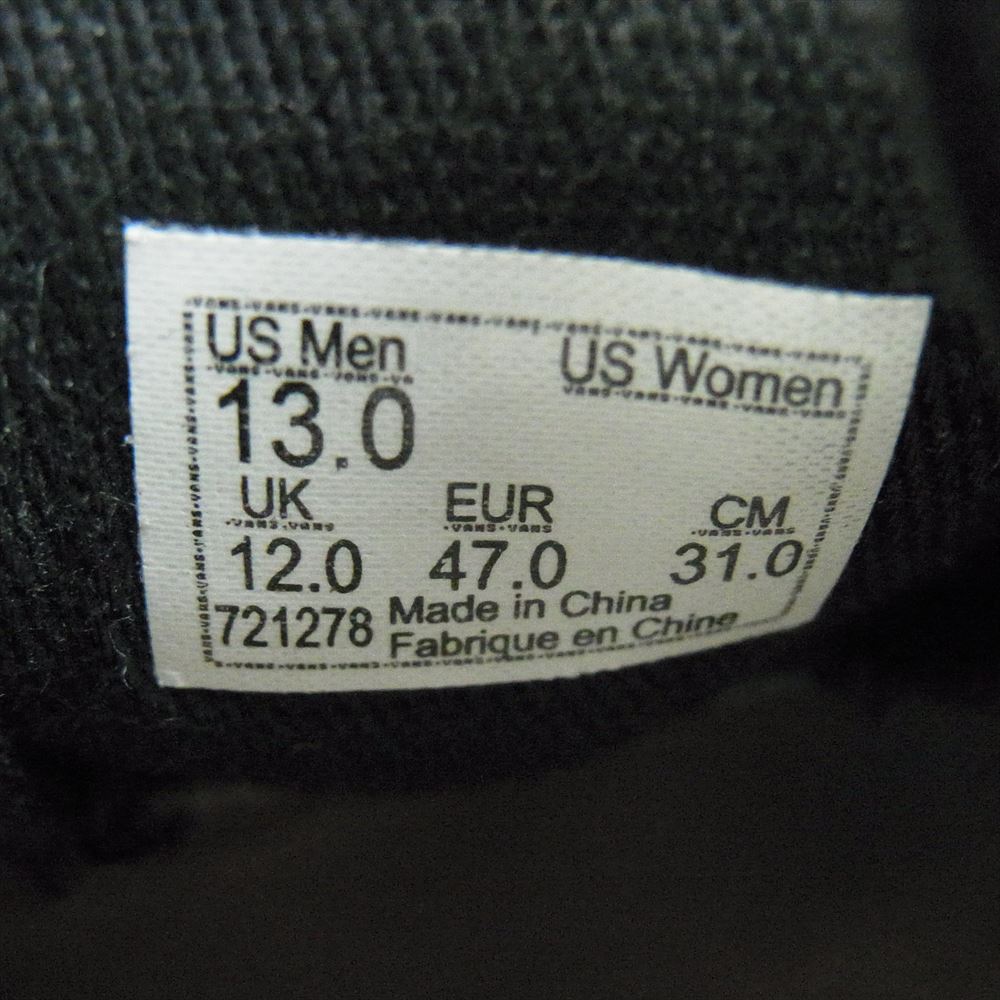 US Men US Women
13.0
UK EUR CM
12.0 47.0 31.0
721278 Made in China
Fabrique en Chine